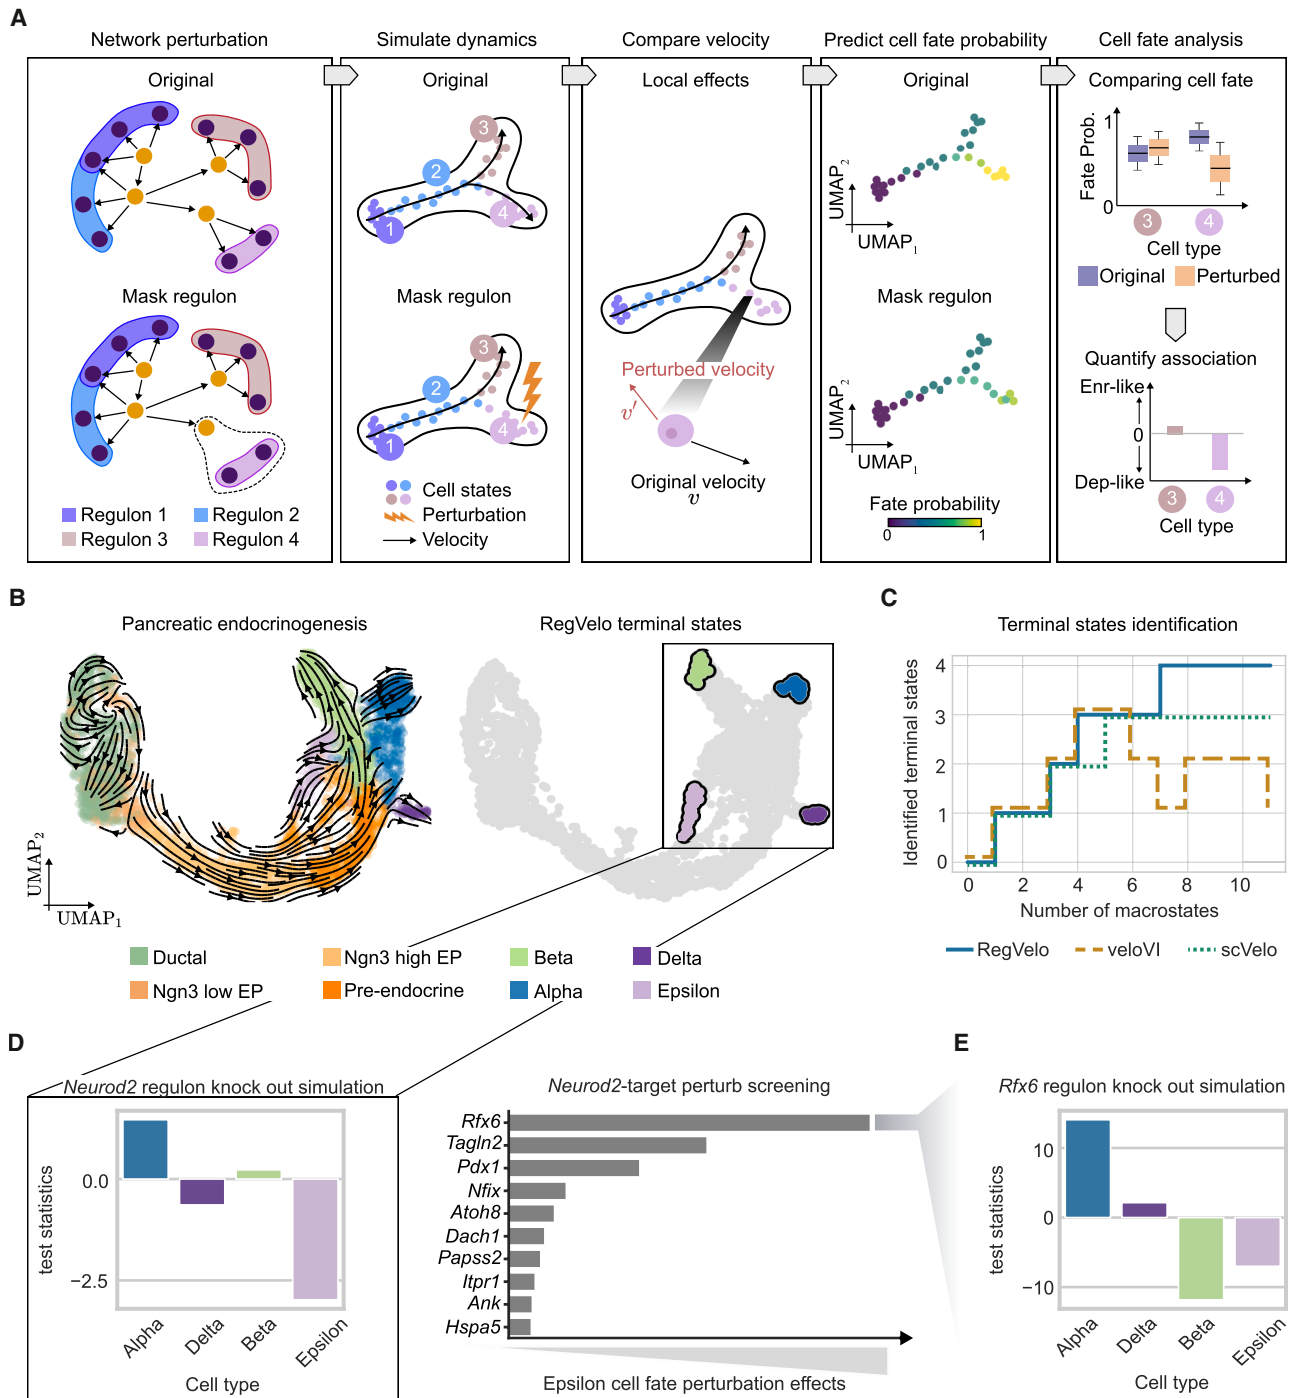 A
Network perturbation
Simulate dynamics
Compare velocity
Predict cell fate probability
Cell fate analysis
Original
Mask regulon
Regulon 1
Regulon 2
Regulon 3
Regulon 4
Original
3
2
4
1
Mask regulon
3
2
4
1
Cell states
Perturbation
Velocity
Local effects
Perturbed velocity
v′
Original velocity
v
Original
UMAP2
UMAP1
Mask regulon
UMAP2
UMAP1
Fate probability
0 1
Comparing cell fate
Fate Prob.
1
0
3 4
Cell type
Original Perturbed
Quantify association
Enr-like
0
Dep-like
3 4
Cell type
B
Pancreatic endocrinogenesis
RegVelo terminal states
UMAP2
UMAP1
Ductal
Ngn3 high EP
Beta
Delta
Ngn3 low EP
Pre-endocrine
Alpha
Epsilon
C
Terminal states identification
Identified terminal states
4
3
2
1
0
0 2 4 6 8 10
Number of macrostates
RegVelo veloVI scVelo
D
Neurod2 regulon knock out simulation
test statistics
0.0
−2.5
Alpha
Delta
Beta
Epsilon
Cell type
Neurod2-target perturb screening
Rfx6
Tagln2
Pdx1
Nfix
Atoh8
Dach1
Papss2
Itpr1
Ank
Hspa5
Epsilon cell fate perturbation effects
E
Rfx6 regulon knock out simulation
test statistics
10
0
−10
Alpha
Delta
Beta
Epsilon
Cell type